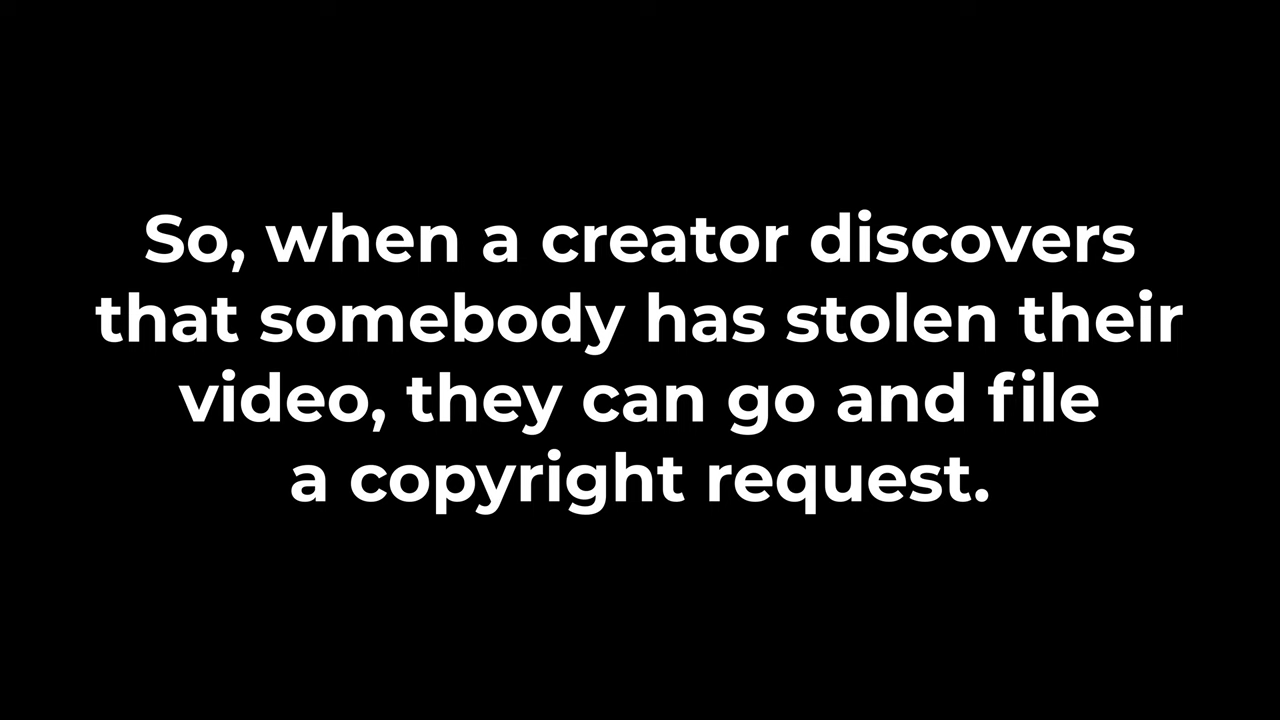 So, when a creator discovers
that somebody has stolen their
video, they can go and file
a copyright request.